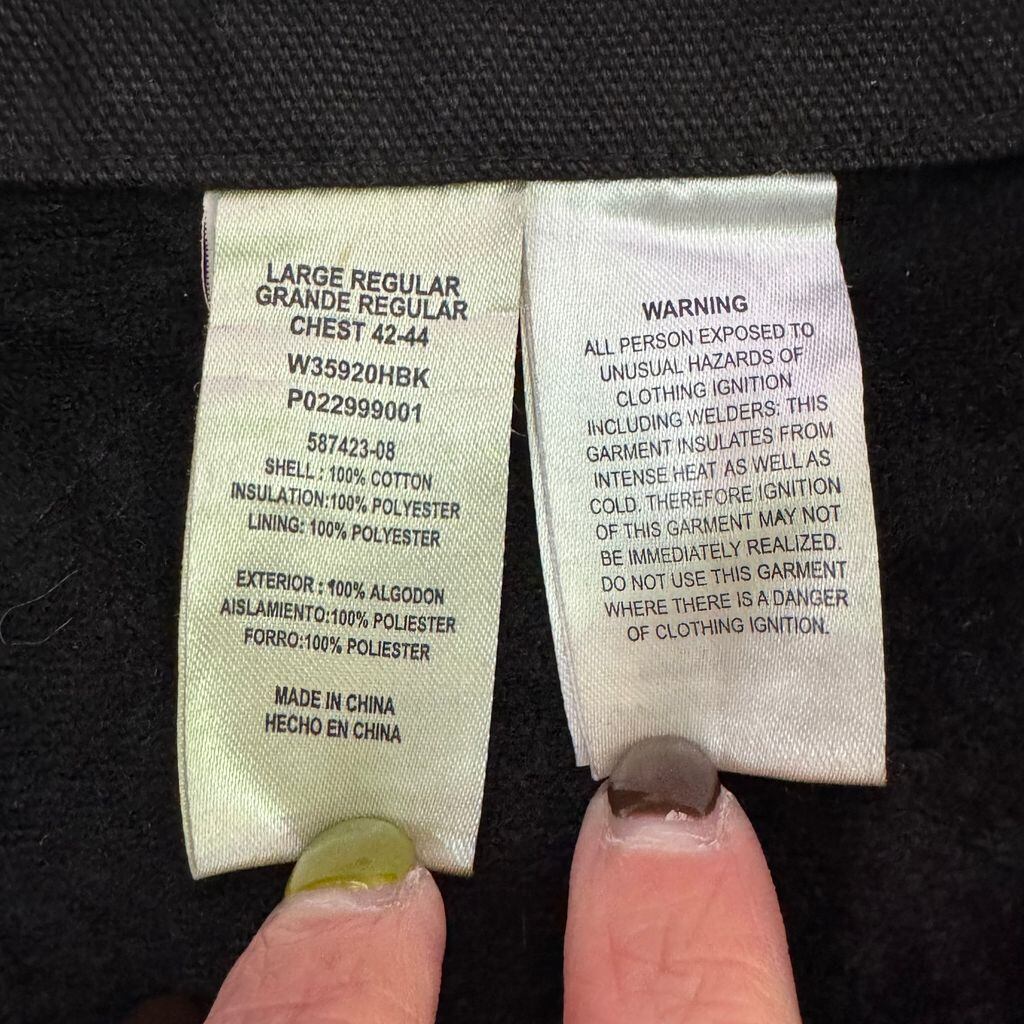 LARGE REGULAR
GRANDE REGULAR
CHEST 42-44
W35920HBK
P022999001
587423-08
SHELL : 100% COTTON
INSULATION:100% POLYESTER
LINING: 100% POLYESTER
EXTERIOR : 100% ALGODON
AISLAMIENTO:100% POLIESTER
FORRO:100% POLIESTER
MADE IN CHINA
HECHO EN CHINA
WARNING
ALL PERSON EXPOSED TO
UNUSUAL HAZARDS OF
CLOTHING IGNITION
INCLUDING WELDERS: THIS
GARMENT INSULATES FROM
INTENSE HEAT AS WELL AS
COLD. THEREFORE IGNITION
OF THIS GARMENT MAY NOT
BE IMMEDIATELY REALIZED.
DO NOT USE THIS GARMENT
WHERE THERE IS A DANGER
OF CLOTHING IGNITION.